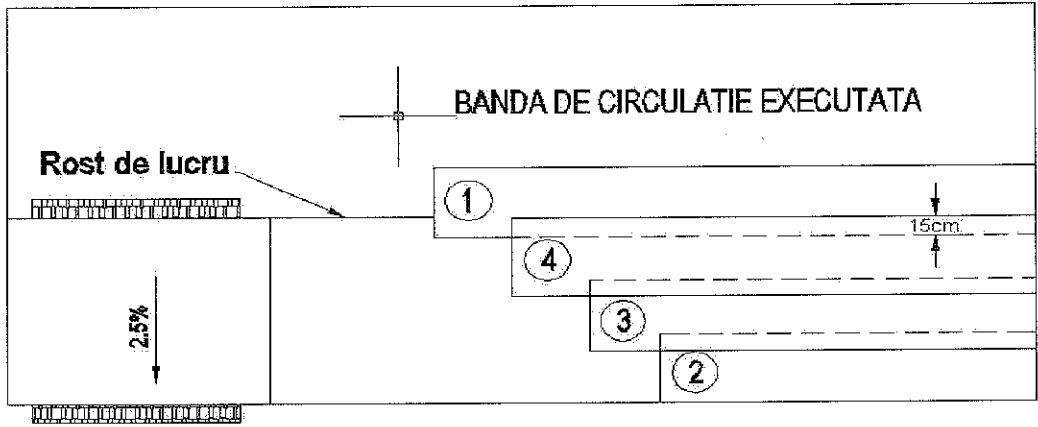 BANDA DE CIRCULATIE EXECUTATA
Rost de lucru
1
15cm
4
2.5%
3
2